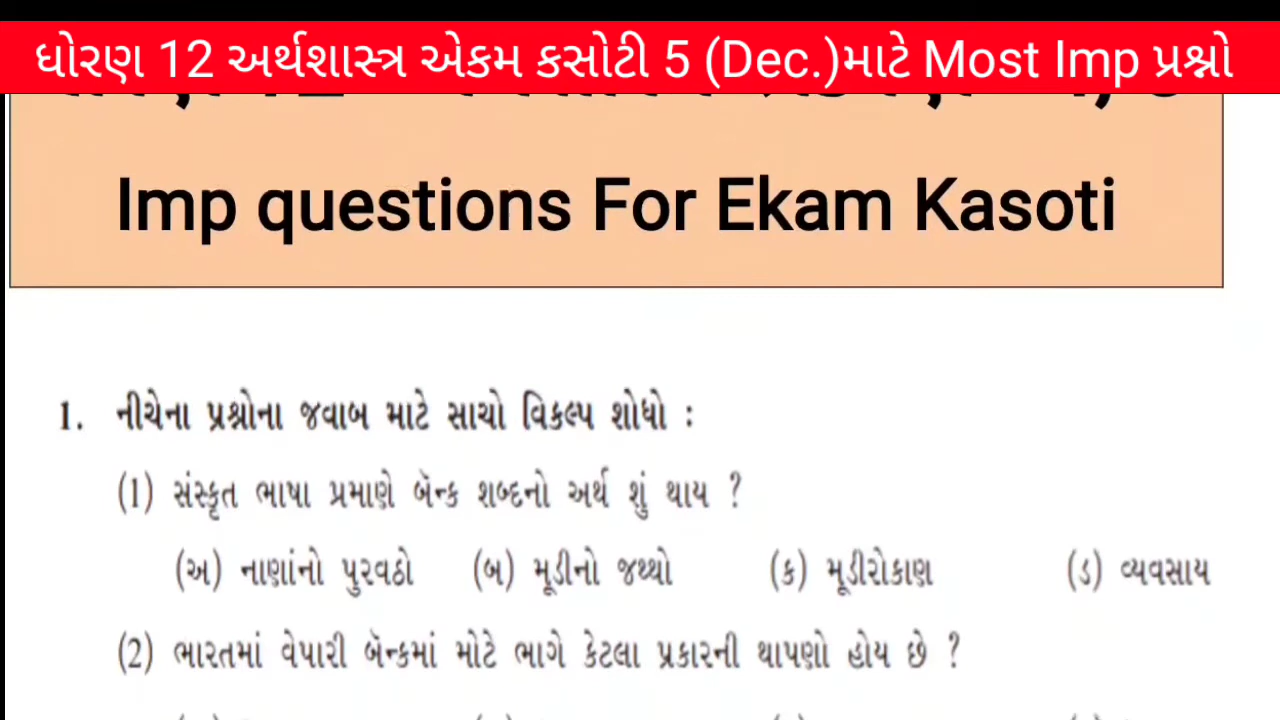 ધોરણ 12 અર્થશાસ્ત્ર એકમ કસોટી 5 (Dec.)માટે Most Imp પ્રશ્નો
Imp questions For Ekam Kasoti
1. નીચેના પ્રશ્નોના જવાબ માટે સાચો વિકલ્પ શોધો :
(1) સંસ્કૃત ભાષા પ્રમાણે બૅન્ક શબ્દનો અર્થ શું થાય ?
(અ) નાણાંનો પુરવઠો (બ) મૂડીનો જથ્થો (ક) મૂડીરોકાણ (ડ) વ્યવસાય
(2) ભારતમાં વેપારી બૅન્કમાં મોટે ભાગે કેટલા પ્રકારની થાપણો હોય છે ?